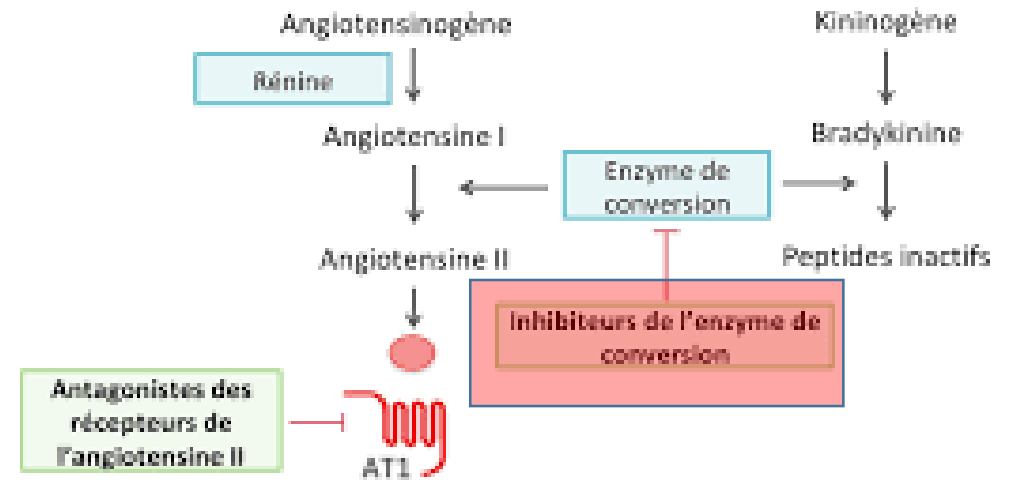 Angiotensinogène
Kininogène
Rénine
Angiotensine I
Bradykinine
Enzyme de
conversion
Angiotensine II
Peptides inactifs
Inhibiteurs de l'enzyme de
conversion
Antagonistes des
récepteurs de
l'angiotensine II
AT1